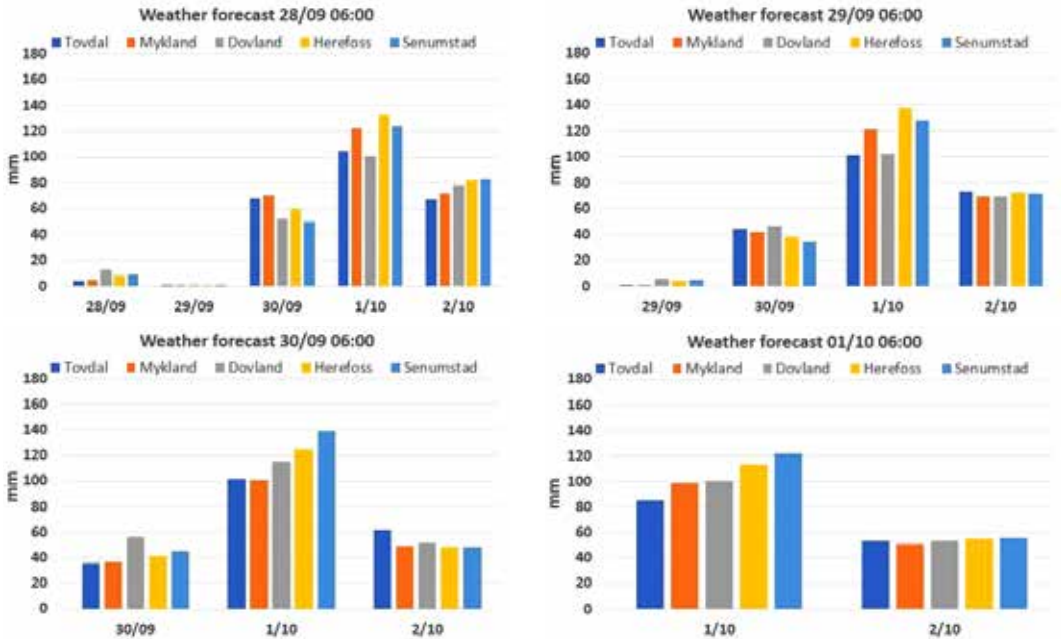 Weather forecast 28/09 06:00
Tovdal Mykland Dovland Herefoss Senumstad
180
160
140
120
100
80
60
40
20
0
mm
28/09 29/09 30/09 1/10 2/10
Weather forecast 29/09 06:00
Tovdal Mykland Dovland Herefoss Senumstad
180
160
140
120
100
80
60
40
20
0
mm
29/09 30/09 1/10 2/10
Weather forecast 30/09 06:00
Tovdal Mykland Dovland Herefoss Senumstad
180
160
140
120
100
80
60
40
20
0
mm
30/09 1/10 2/10
Weather forecast 01/10 06:00
Tovdal Mykland Dovland Herefoss Senumstad
180
160
140
120
100
80
60
40
20
0
mm
1/10 2/10